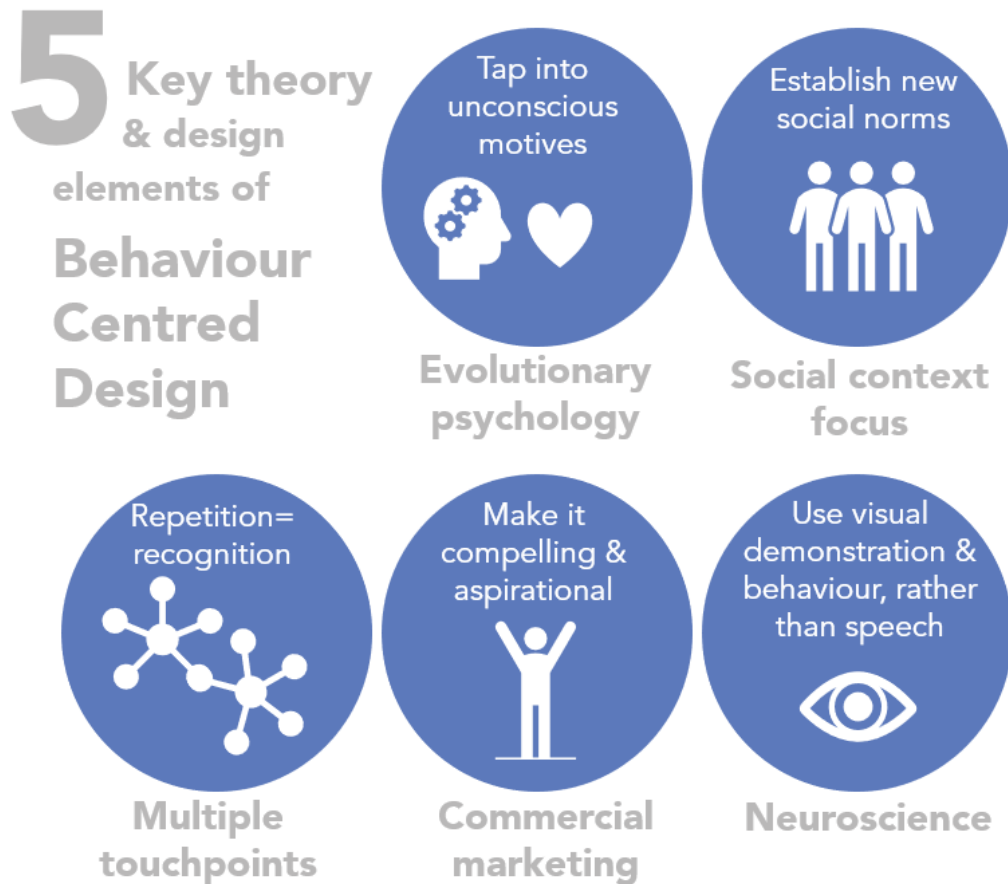 5 Key theory
& design
elements of
Behaviour
Centred
Design
Tap into
unconscious
motives
Evolutionary
psychology
Establish new
social norms
Social context
focus
Repetition=
recognition
Multiple
touchpoints
Make it
compelling &
aspirational
Commercial
marketing
Use visual
demonstration &
behaviour, rather
than speech
Neuroscience